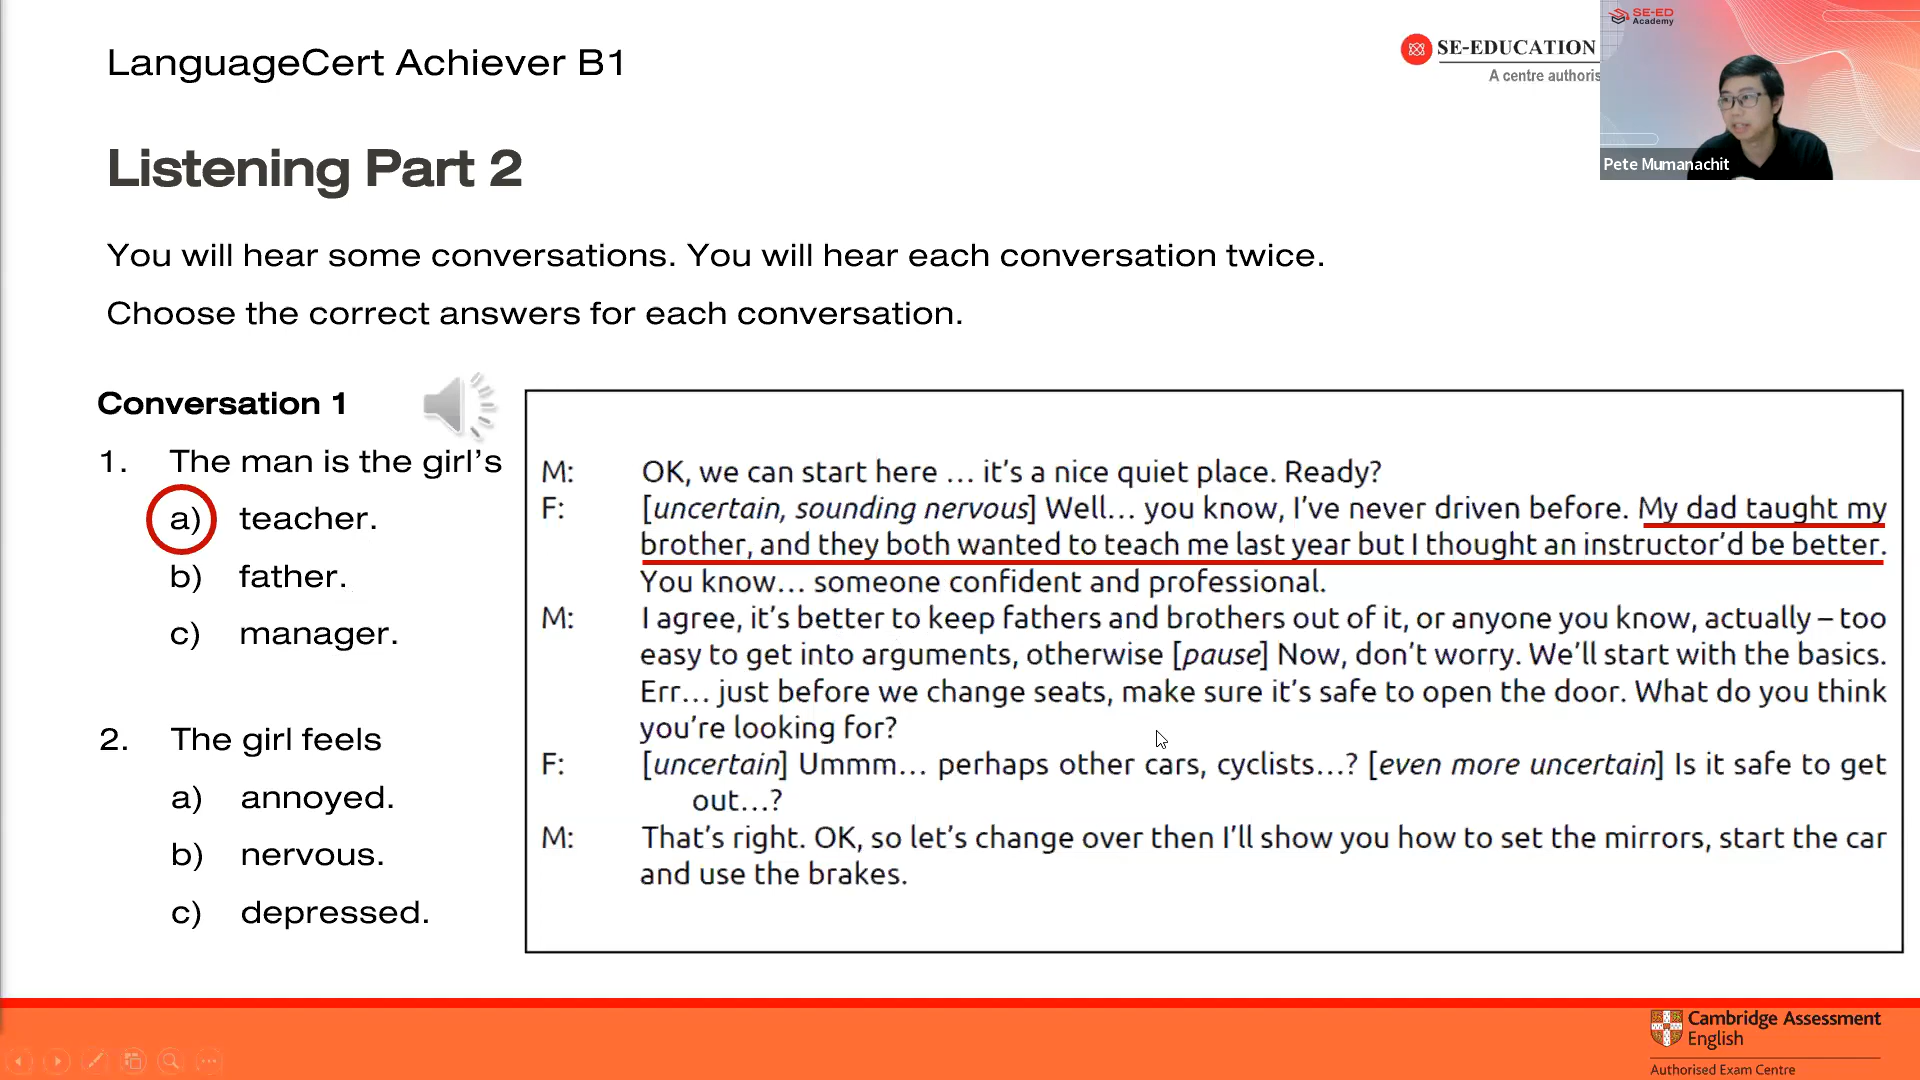 LanguageCert Achiever B1
SE-EDUCATION
A centre authoris
SE-ED
Academy
Pete Mumanachit
Listening Part 2
You will hear some conversations. You will hear each conversation twice.
Choose the correct answers for each conversation.
Conversation 1
1. The man is the girl's
a) teacher.
b) father.
c) manager.
2. The girl feels
a) annoyed.
b) nervous.
c) depressed.
M: OK, we can start here … it's a nice quiet place. Ready?
F: [uncertain, sounding nervous] Well… you know, I've never driven before. My dad taught my
brother, and they both wanted to teach me last year but I thought an instructor'd be better.
You know… someone confident and professional.
M: I agree, it's better to keep fathers and brothers out of it, or anyone you know, actually – too
easy to get into arguments, otherwise [pause] Now, don't worry. We'll start with the basics.
Err… just before we change seats, make sure it's safe to open the door. What do you think
you're looking for?
F: [uncertain] Ummm… perhaps other cars, cyclists…? [even more uncertain] Is it safe to get
out…?
M: That's right. OK, so let's change over then I'll show you how to set the mirrors, start the car
and use the brakes.
Cambridge Assessment
English
Authorised Exam Centre